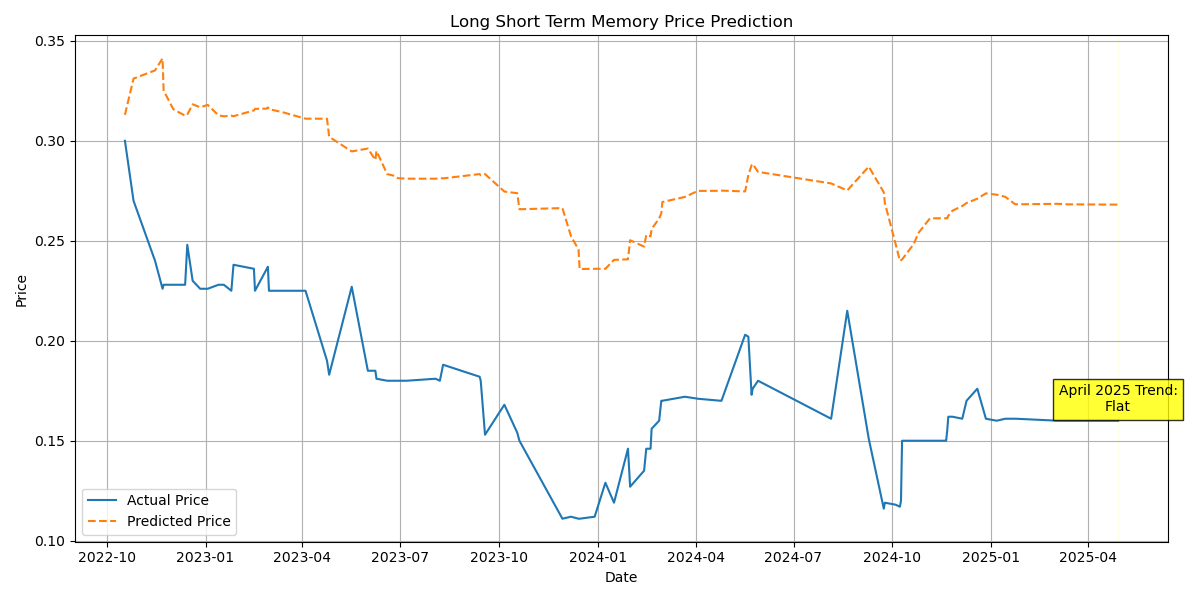 Long Short Term Memory Price Prediction
0.35
0.30
0.25
0.20
0.15
0.10
Price
April 2025 Trend:
Flat
Actual Price
Predicted Price
2022-10 2023-01 2023-04 2023-07 2023-10 2024-01 2024-04 2024-07 2024-10 2025-01 2025-04
Date